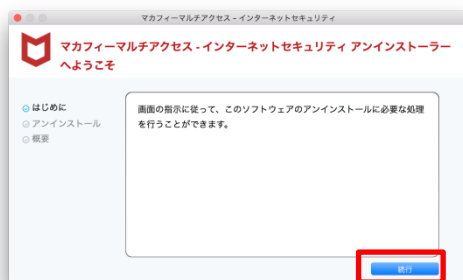 マカフィーマルチアクセス - インターネットセキュリティ
マカフィーマルチアクセス - インターネットセキュリティ アンインストーラー
へようこそ
はじめに
アンインストール
概要
画面の指示に従って、このソフトウェアのアンインストールに必要な処理
を行うことができます。
続行